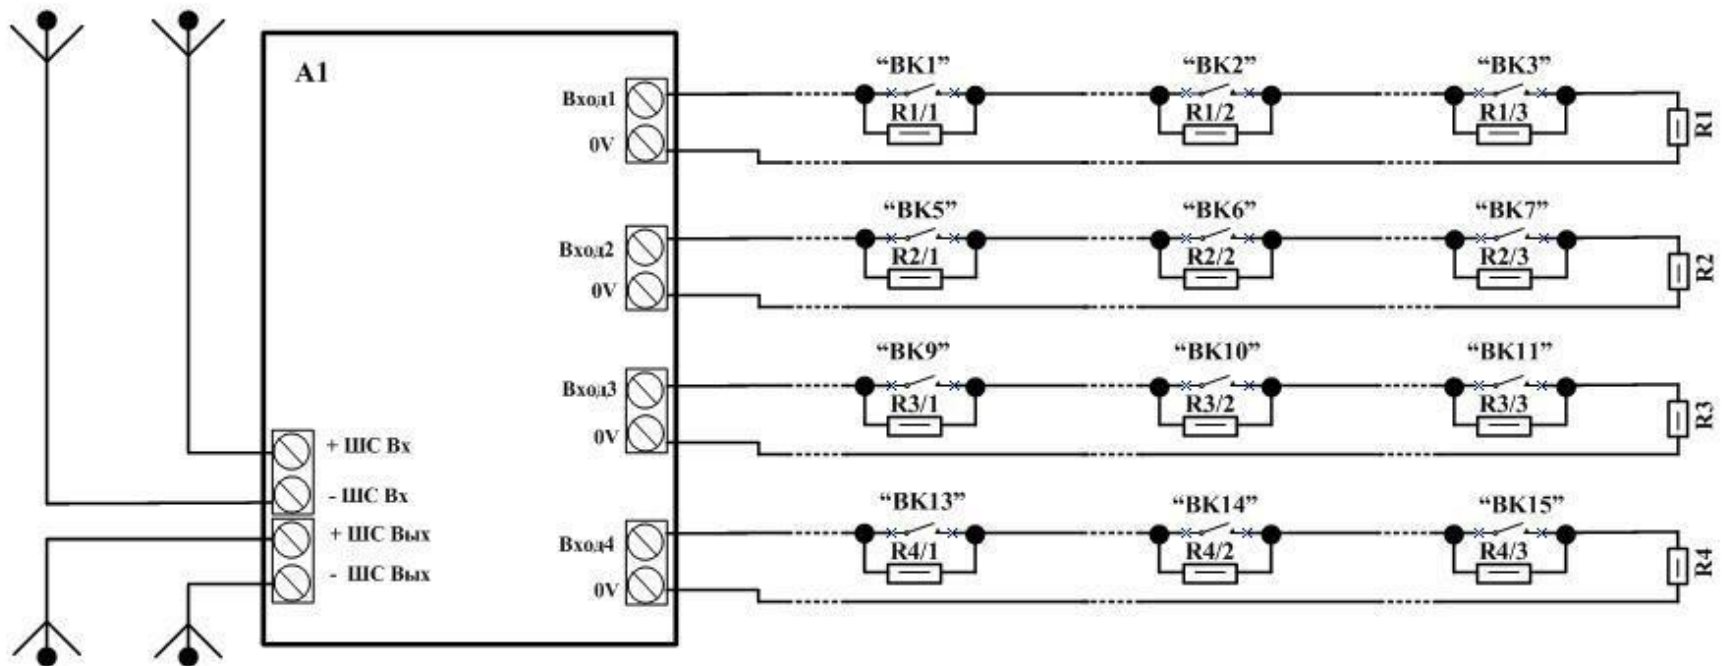 A1
Вход1
0V
“ВК1”
“ВК2”
“ВК3”
R1/1
R1/2
R1/3
R1
Вход2
0V
“ВК5”
“ВК6”
“ВК7”
R2/1
R2/2
R2/3
R2
Вход3
0V
“ВК9”
“ВК10”
“ВК11”
R3/1
R3/2
R3/3
R3
+ ШС Вх
- ШС Вх
+ ШС Вых
- ШС Вых
Вход4
0V
“ВК13”
“ВК14”
“ВК15”
R4/1
R4/2
R4/3
R4